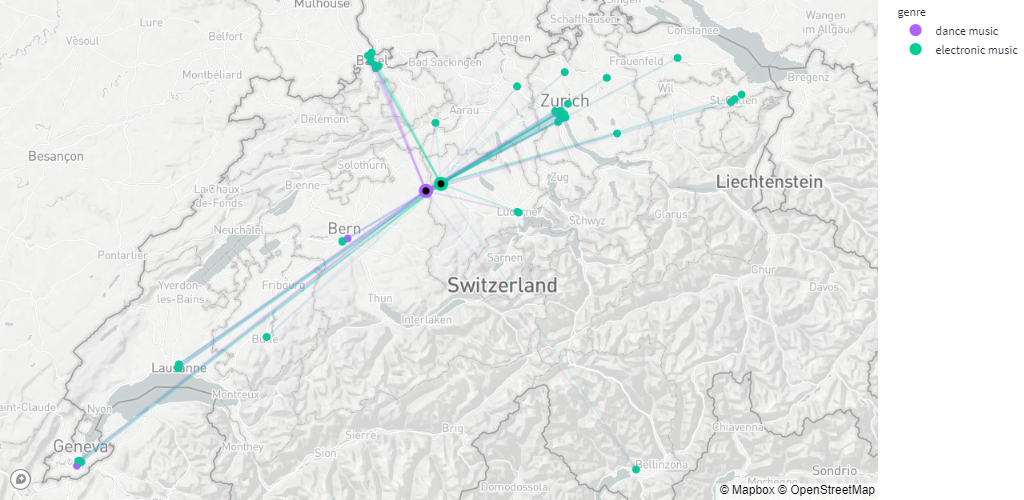 Mulhouse
Schaffhausen
Singen
Wangen
im Allgäu
Lure
Vesoul
Belfort
Tiengen
Konstanz
Constance
Basel
Bad Säckingen
Frauenfeld
Montbéliard
Bregenz
Wil
St. Gallen
Zurich
Aarau
Delémont
Besançon
Solothurn
Zug
Liechtenstein
La Chaux-
de-Fonds
Bienne
Lucerne
Schwyz
Glarus
Bern
Neuchâtel
Pontarlier
Sarnen
Chur
Yverdon-
les-Bains
Fribourg
Switzerland
Davos
Thun
Interlaken
Bulle
Lausanne
Montreux
Saint-Claude
Nyon
Chiavenna
Geneva
Monthey
Sierre
Brig
Sion
Bellinzona
Sondrio
Domodossola
Morbegno
© Mapbox © OpenStreetMap
genre
dance music
electronic music